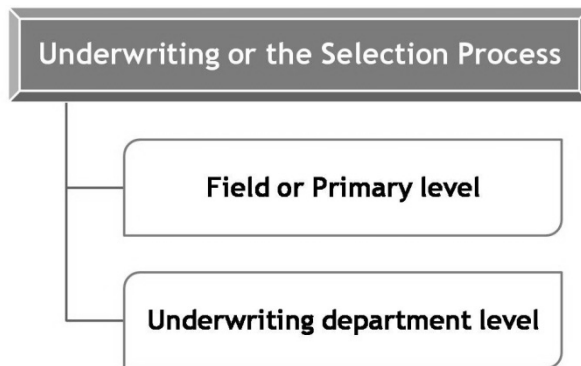 Underwriting or the Selection Process
Field or Primary level
Underwriting department level